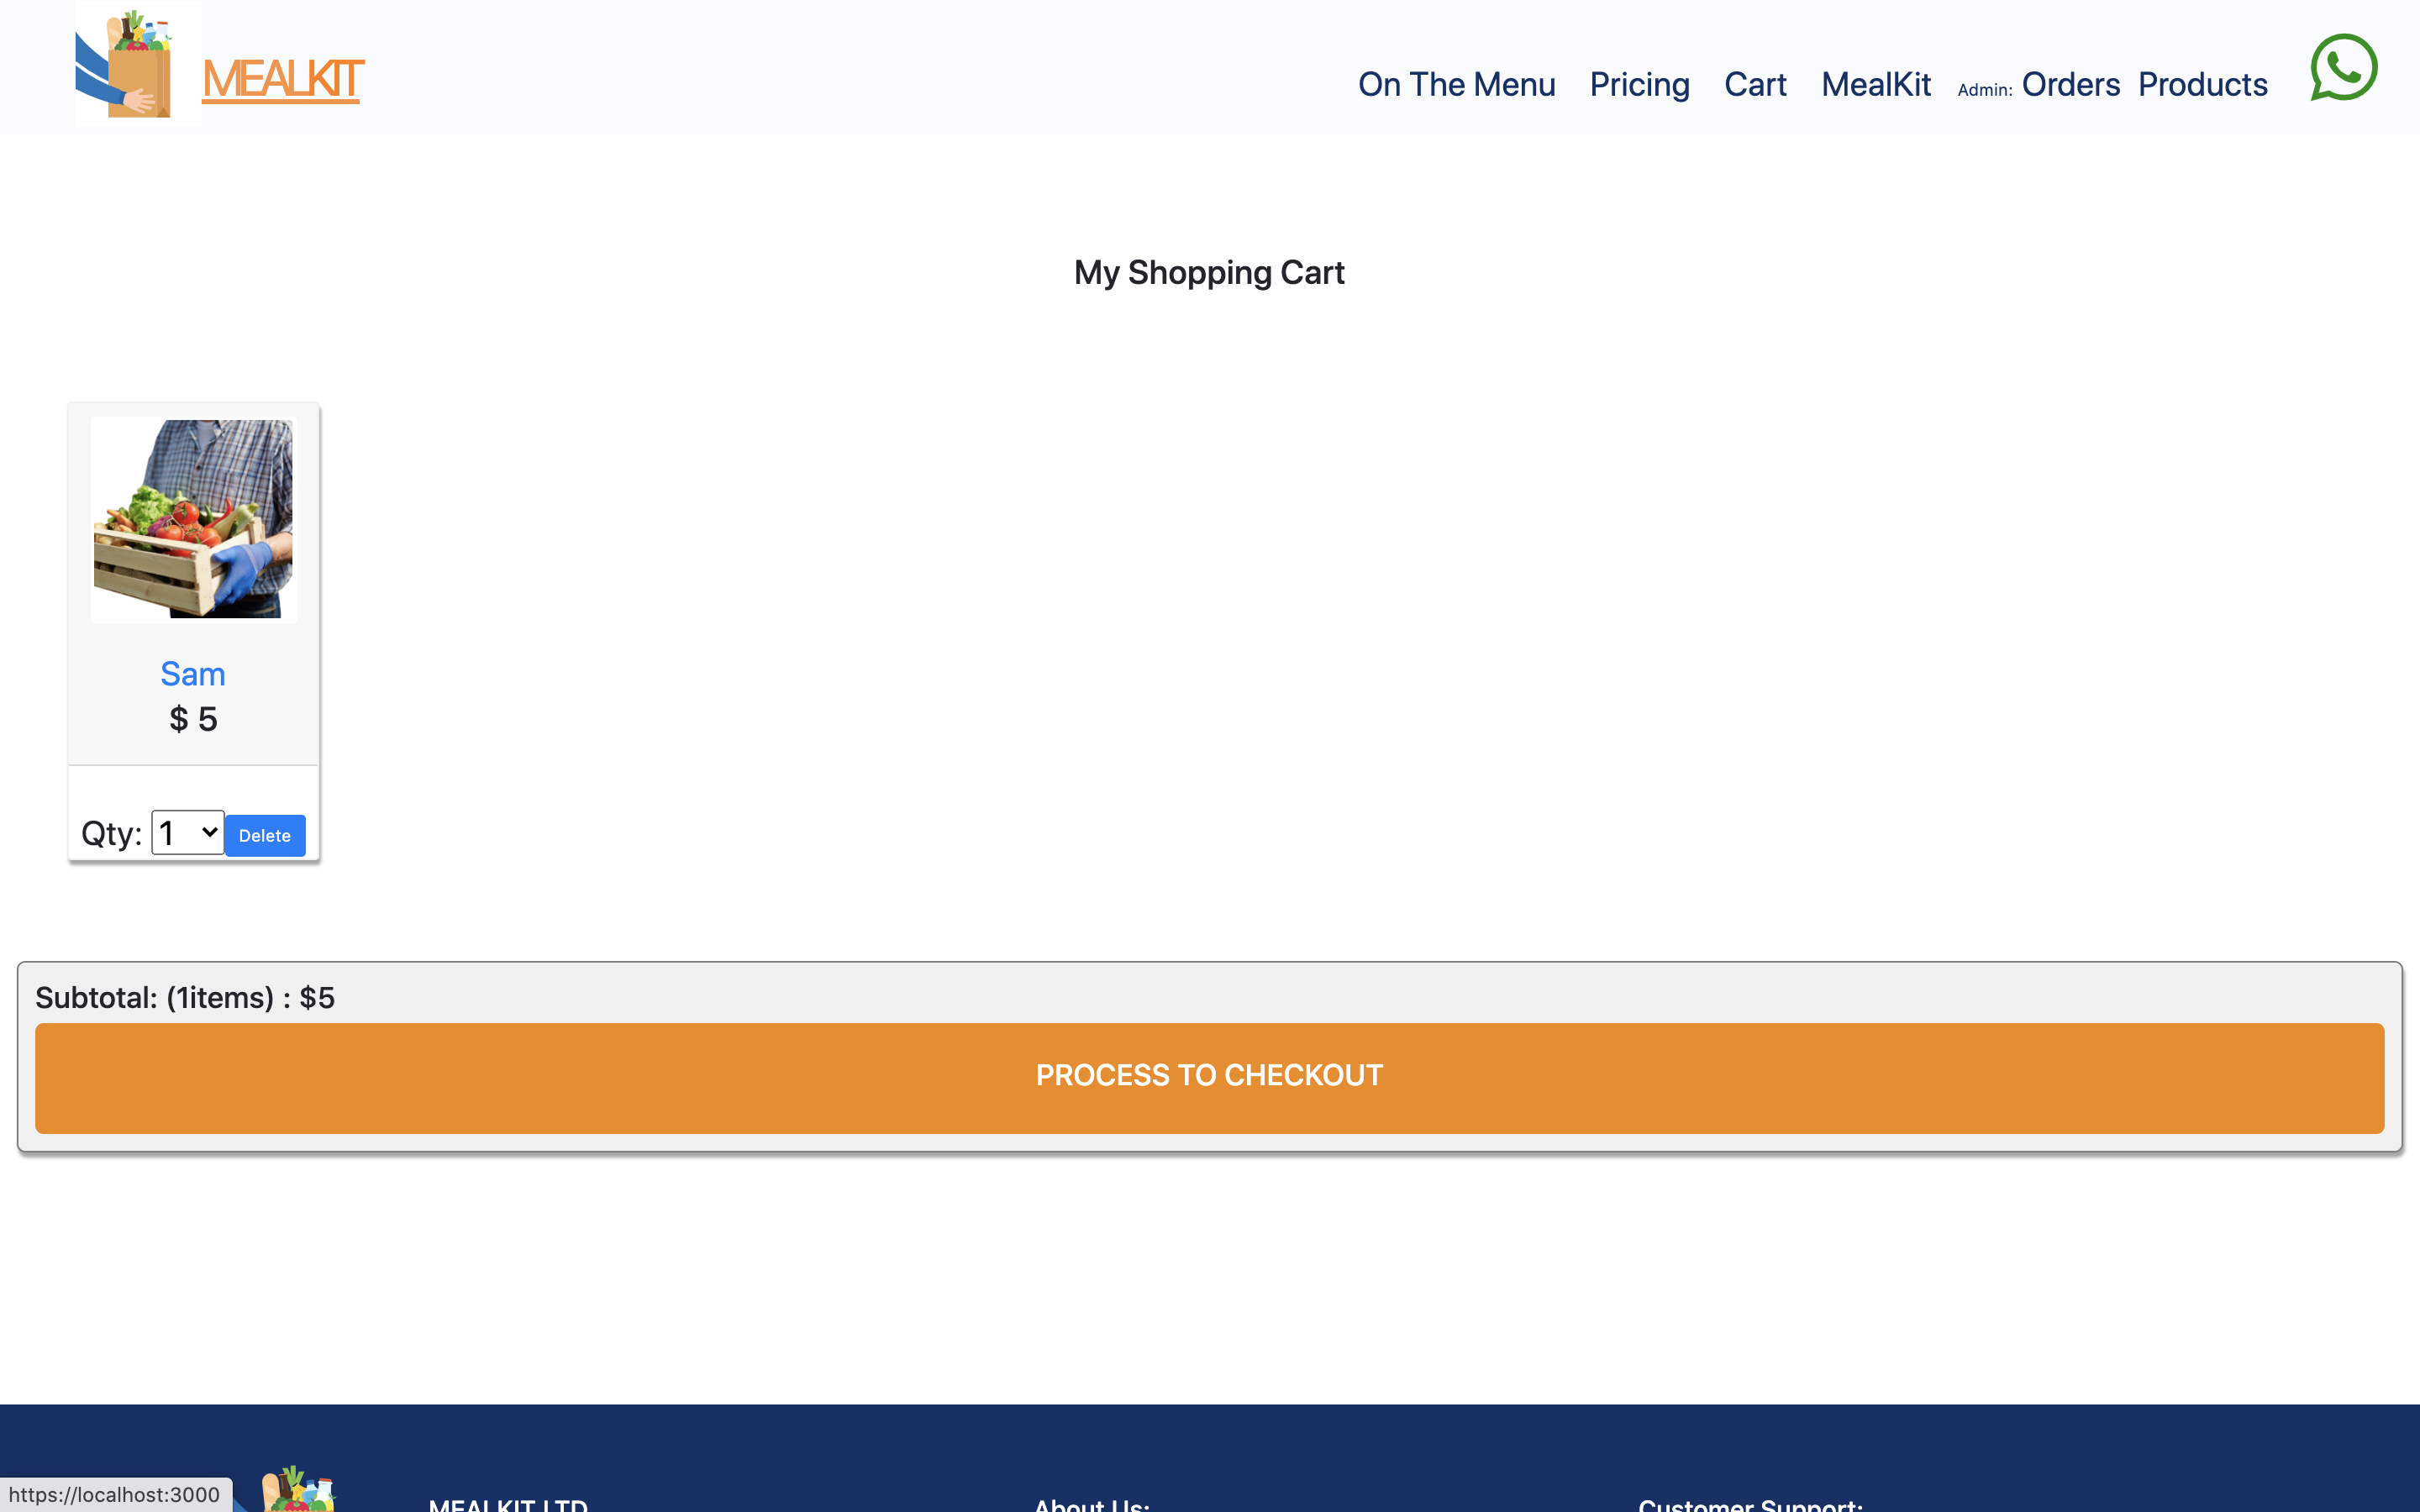 MEALKIT
On The Menu Pricing Cart MealKit Admin: Orders Products
My Shopping Cart
Sam
$ 5
Qty: 1 Delete
Subtotal: (1items) : $5
PROCESS TO CHECKOUT
MEALKIT LTD About Us: Customer Support:
https://localhost:3000